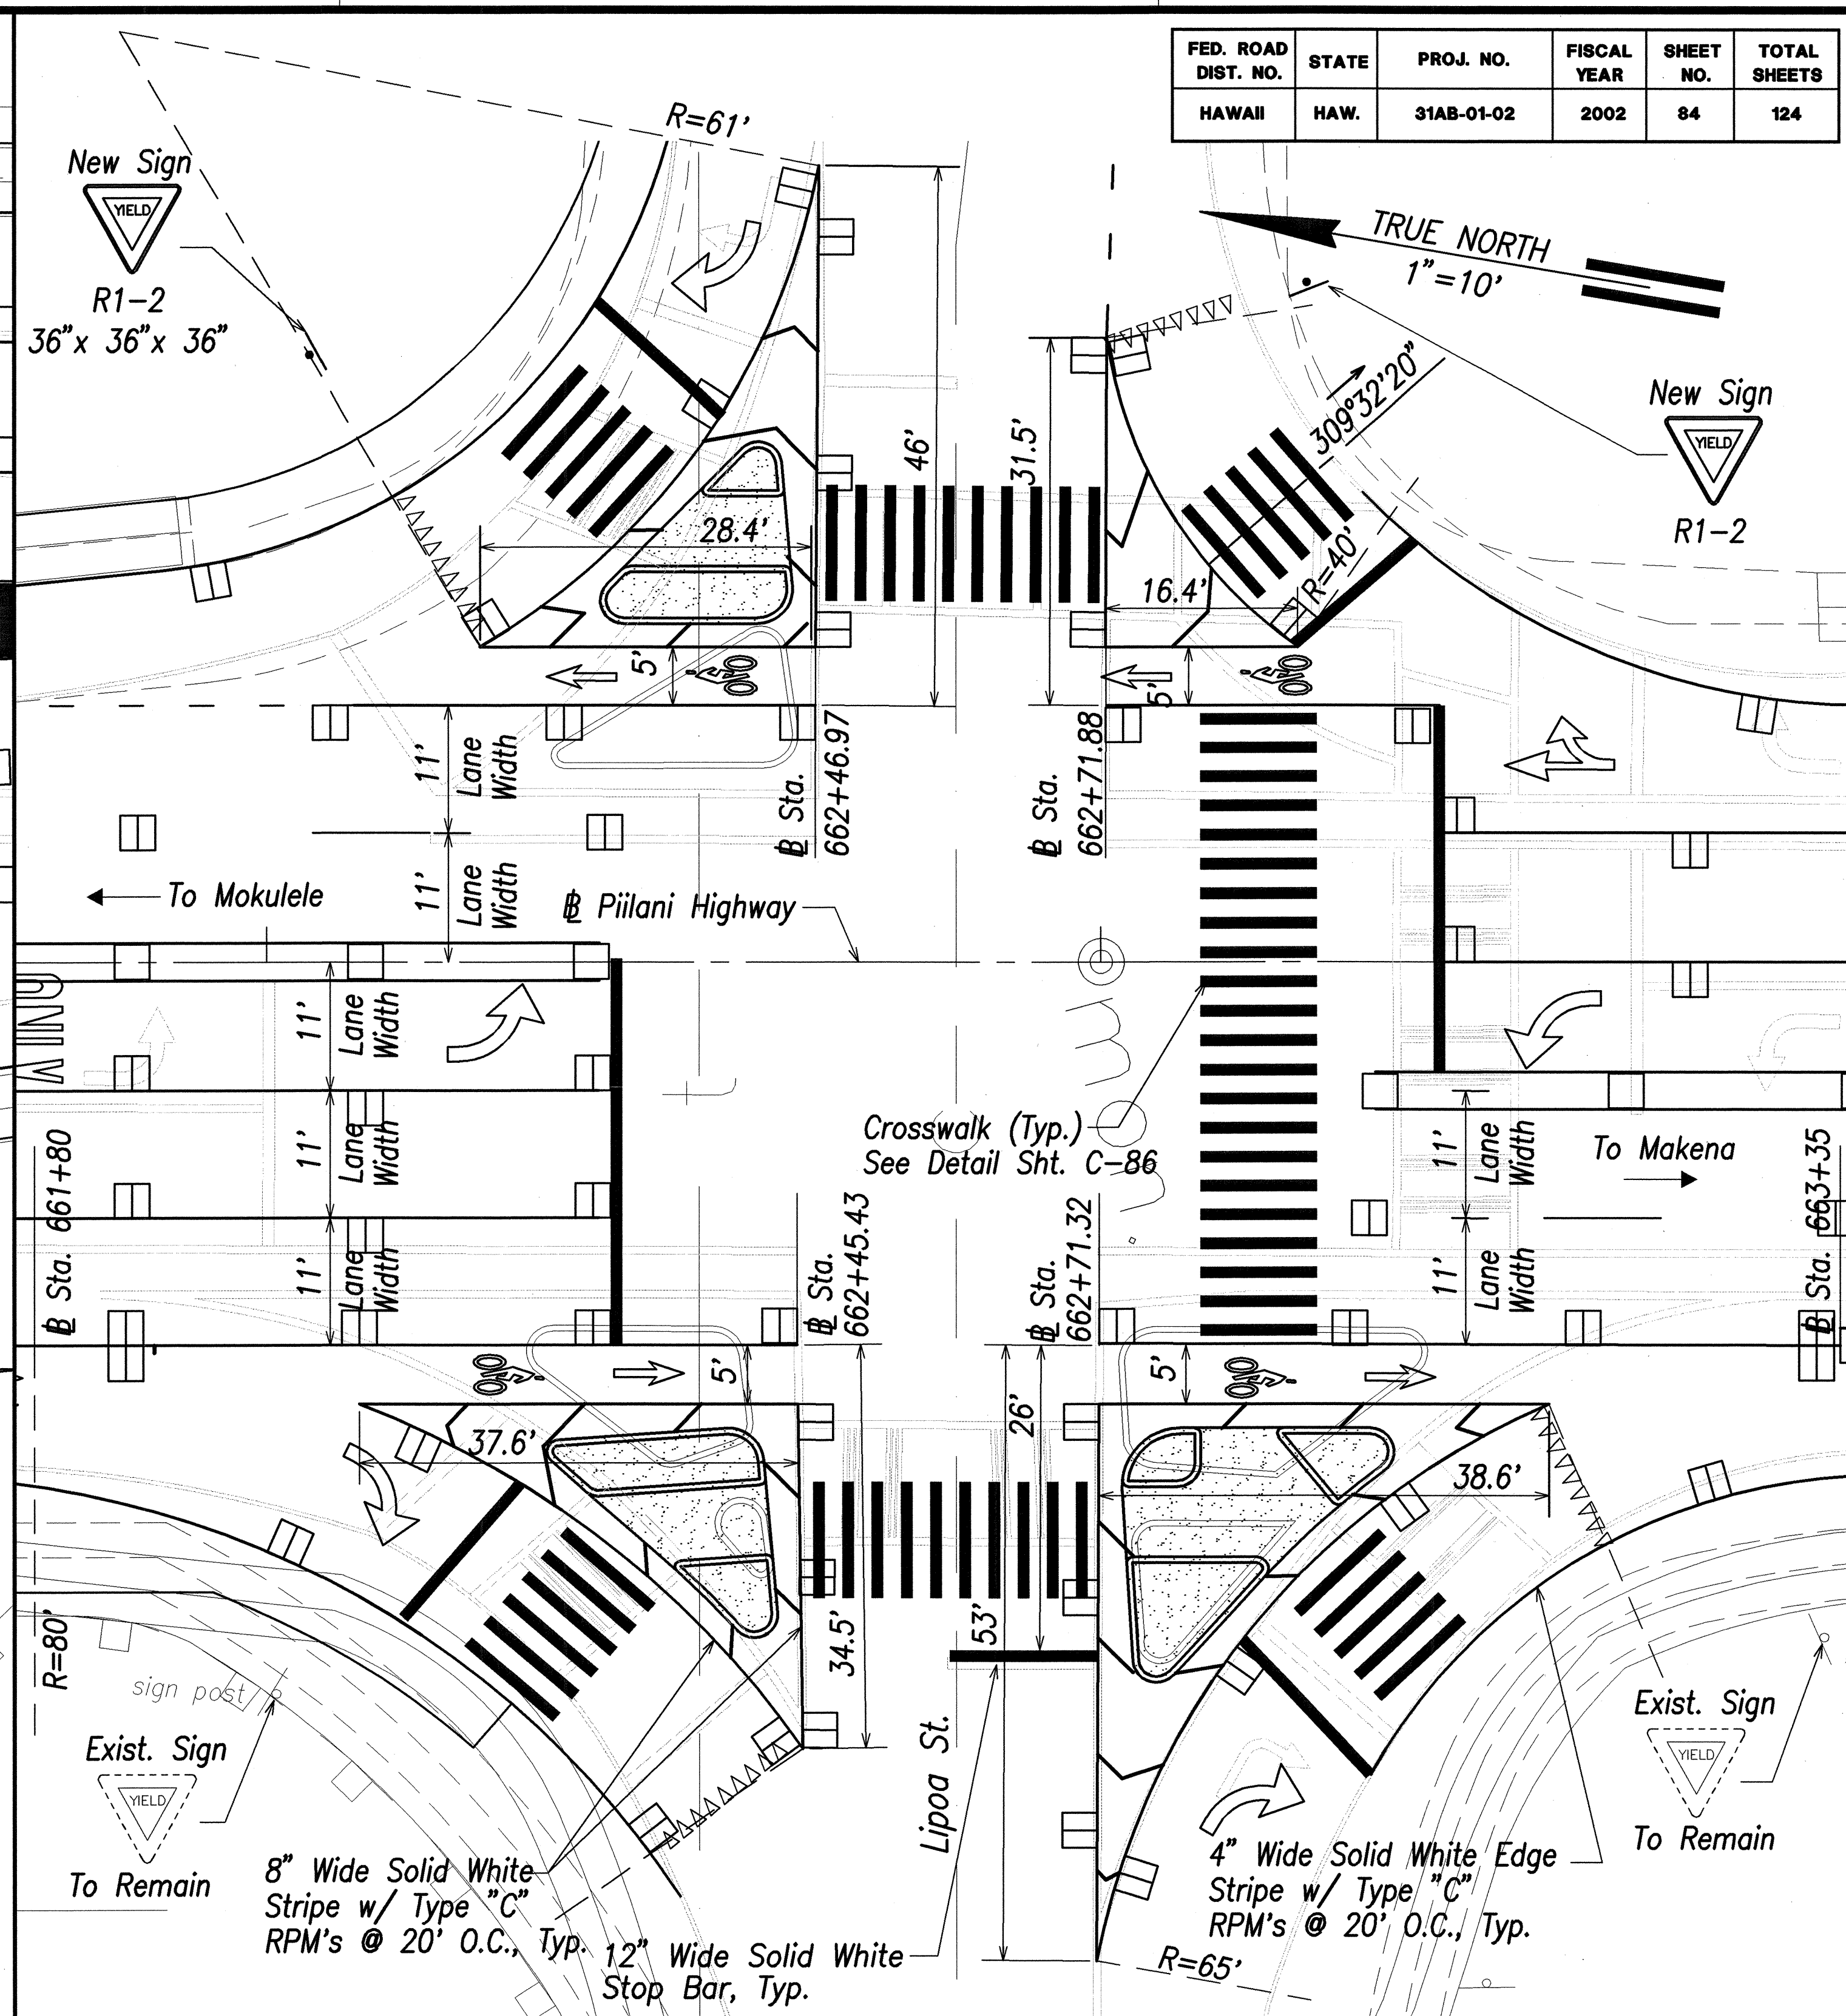 FED. ROAD DIST. NO. STATE PROJ. NO. FISCAL YEAR SHEET NO. TOTAL SHEETS
HAWAII HAW. 31AB-01-02 2002 84 124
R=61'
New Sign
YIELD
R1-2
36"x 36"x 36"
TRUE NORTH
1"=10'
309°32'20"
New Sign
YIELD
R1-2
46'
31.5'
28.4'
16.4'
R=40'
5'
5'
11'
Lane
Width
11'
Lane
Width
B Sta.
662+46.97
B Sta.
662+71.88
To Mokulele
B Piilani Highway
11'
Lane
Width
11'
Lane
Width
11'
Lane
Width
Crosswalk (Typ.)
See Detail Sht. C-86
11'
Lane
Width
11'
Lane
Width
To Makena
B Sta. 661+80
B Sta.
662+45.43
B Sta.
662+71.32
B Sta. 663+35
5'
5'
26'
37.6'
38.6'
34.5'
53'
R=80'
sign post
Exist. Sign
YIELD
To Remain
Lipoa St.
Exist. Sign
YIELD
To Remain
8" Wide Solid White
Stripe w/ Type "C"
RPM's @ 20' O.C., Typ.
12" Wide Solid White
Stop Bar, Typ.
4" Wide Solid White Edge
Stripe w/ Type "C"
RPM's @ 20' O.C., Typ.
R=65'